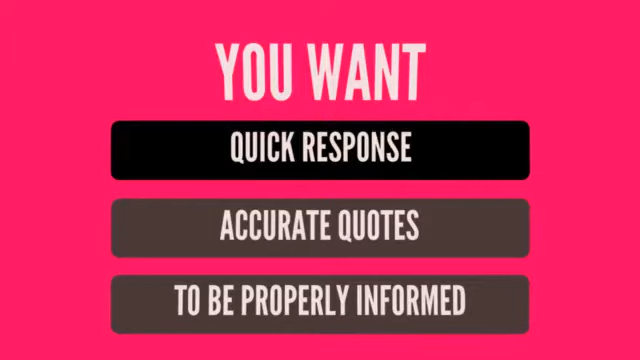 YOU WANT
QUICK RESPONSE
ACCURATE QUOTES
TO BE PROPERLY INFORMED